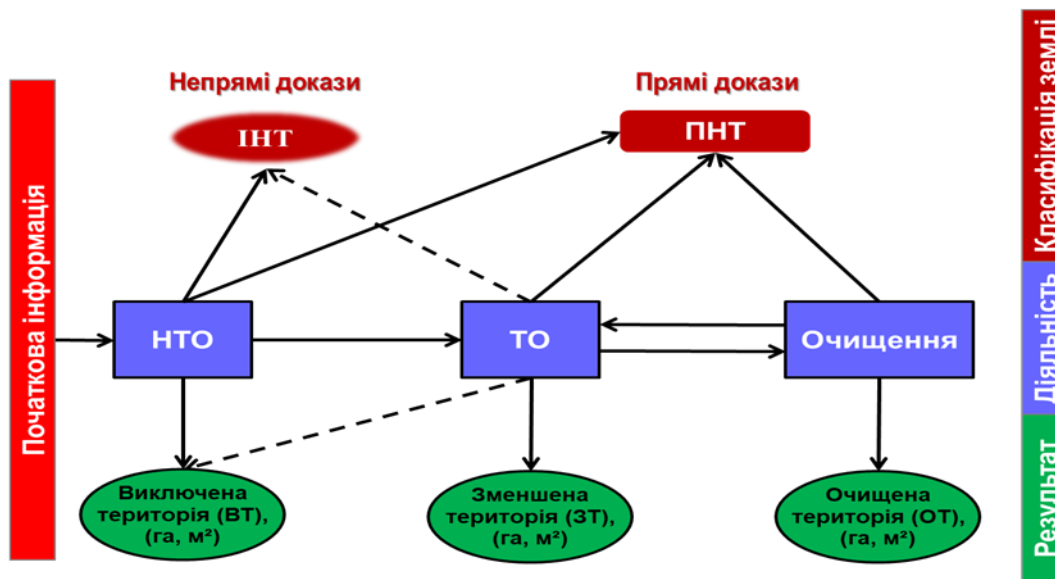 Початкова інформація
Непрямі докази
ІНТ
Прямі докази
ПНТ
НТО
ТО
Очищення
Виключена
територія (ВТ),
(га, м²)
Зменшена
територія (ЗТ),
(га, м²)
Очищена
територія (ОТ),
(га, м²)
Класифікація землі
Діяльність
Результат